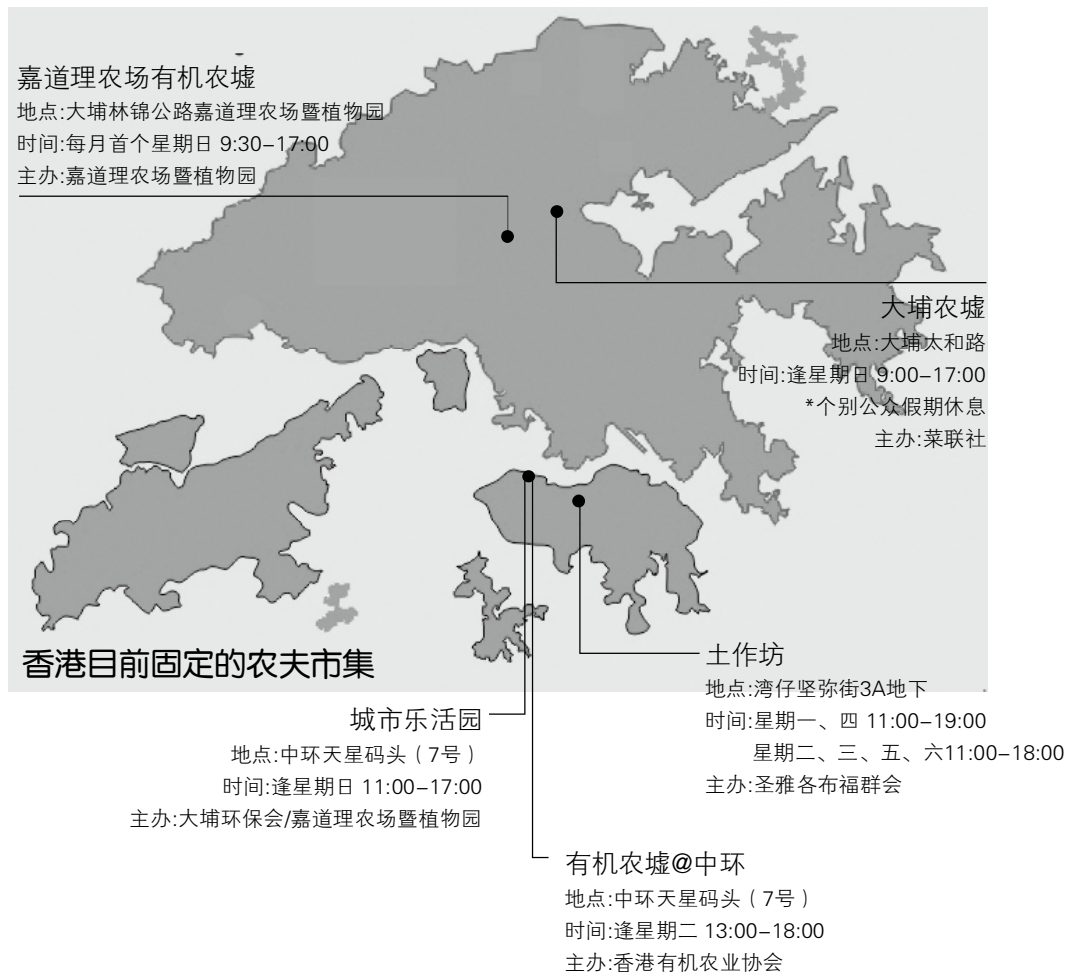 嘉道理农场有机农墟
地点:大埔林锦公路嘉道理农场暨植物园
时间:每月首个星期日 9:30–17:00
主办:嘉道理农场暨植物园
大埔农墟
地点:大埔太和路
时间:逢星期日 9:00–17:00
*个别公众假期休息
主办:菜联社
香港目前固定的农夫市集
土作坊
地点:湾仔坚弥街3A地下
时间:星期一、四 11:00–19:00
星期二、三、五、六11:00–18:00
主办:圣雅各布福群会
城市乐活园
地点:中环天星码头（7号）
时间:逢星期日 11:00–17:00
主办:大埔环保会/嘉道理农场暨植物园
有机农墟@中环
地点:中环天星码头（7号）
时间:逢星期二 13:00–18:00
主办:香港有机农业协会